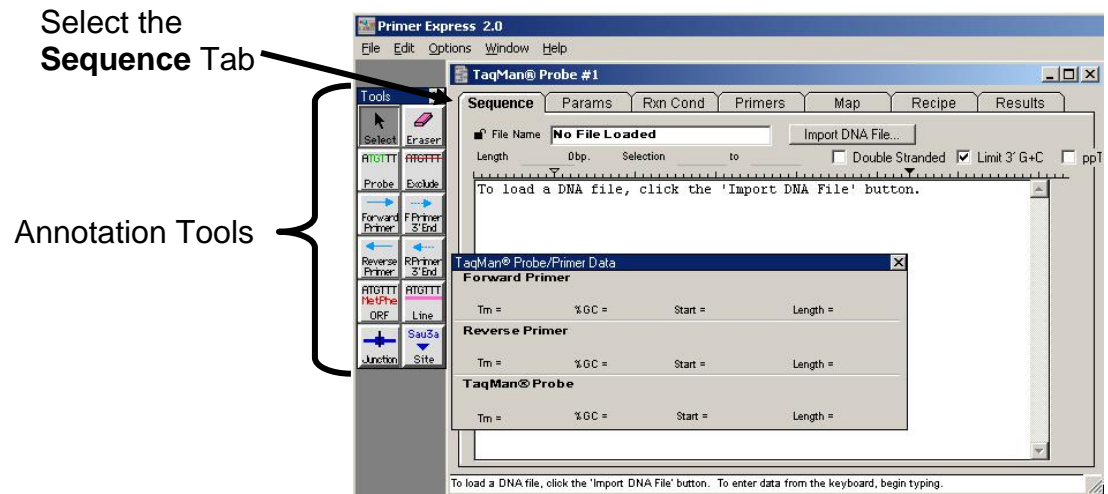 Select the
Sequence Tab
Annotation Tools
Primer Express 2.0
File Edit Options Window Help
TaqMan® Probe #1
Tools
Select Eraser
ATGTTT ATGTTT
Probe Exclude
Forward Primer F Primer 3' End
Reverse Primer RPrimer 3' End
ATGTTT MetPhe ORF ATGTTT Line
Junction Sau3a Site
Sequence Params Rxn Cond Primers Map Recipe Results
File Name No File Loaded Import DNA File...
Length 0bp. Selection to Double Stranded Limit 3' G+C ppT
To load a DNA file, click the 'Import DNA File' button.
TaqMan® Probe/Primer Data
Forward Primer
Tm = %GC = Start = Length =
Reverse Primer
Tm = %GC = Start = Length =
TaqMan® Probe
Tm = %GC = Start = Length =
To load a DNA file, click the 'Import DNA File' button. To enter data from the keyboard, begin typing.